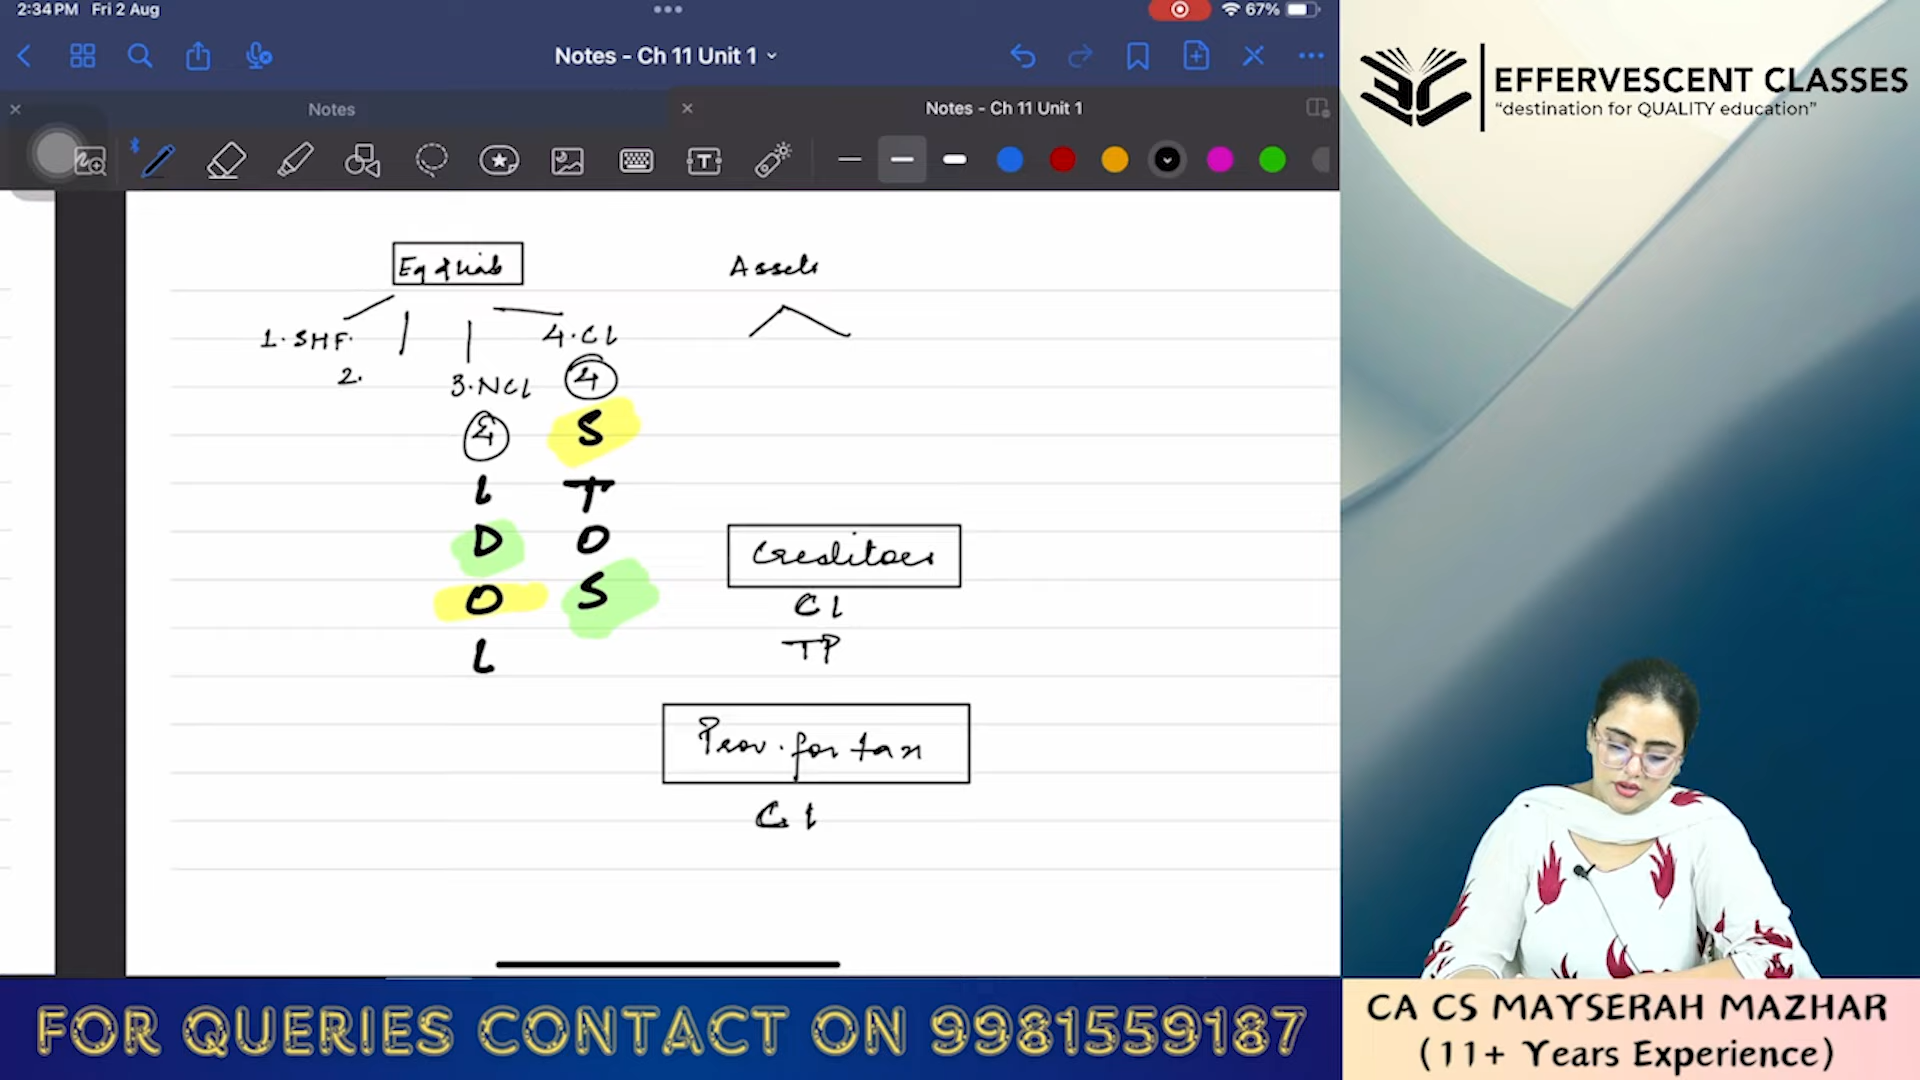 2:34 PM Fri 2 Aug
67%
Notes - Ch 11 Unit 1
Notes
Notes - Ch 11 Unit 1
EFFERVESCENT CLASSES
"destination for QUALITY education"
Eq & Liab
Assets
1. SHF.
2.
3. NCL
4. CL
4
4
L
D
O
L
S
T
O
S
Creditors
CL
TP
Prov. for tax
CL
FOR QUERIES CONTACT ON 9981559187
CA CS MAYSERAH MAZHAR
(11+ Years Experience)